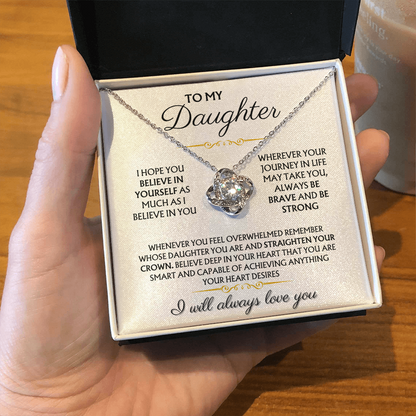 TO MY
Daughter
I HOPE YOU
BELIEVE IN
YOURSELF AS
MUCH AS I
BELIEVE IN YOU
WHEREVER YOUR
JOURNEY IN LIFE
MAY TAKE YOU,
ALWAYS BE
BRAVE AND BE
STRONG
WHENEVER YOU FEEL OVERWHELMED REMEMBER
WHOSE DAUGHTER YOU ARE AND STRAIGHTEN YOUR
CROWN. BELIEVE DEEP IN YOUR HEART THAT YOU ARE
SMART AND CAPABLE OF ACHIEVING ANYTHING
YOUR HEART DESIRES
I will always love you